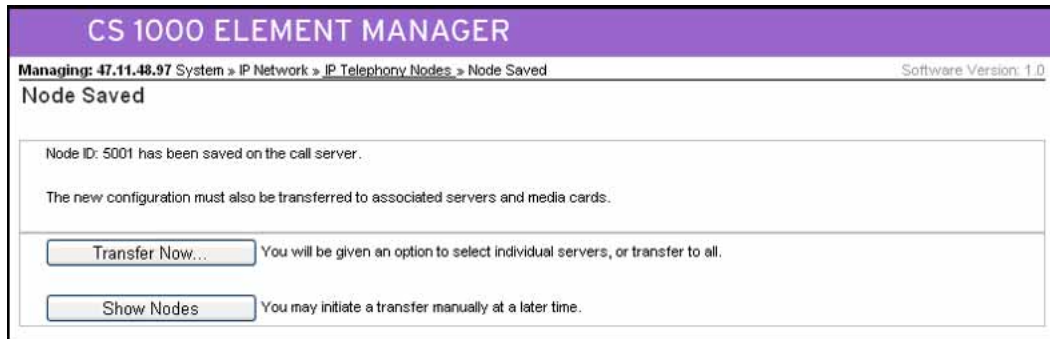 CS 1000 ELEMENT MANAGER
Managing: 47.11.48.97 System » IP Network » IP Telephony Nodes » Node Saved Software Version: 1.0
Node Saved
Node ID: 5001 has been saved on the call server.
The new configuration must also be transferred to associated servers and media cards.
Transfer Now... You will be given an option to select individual servers, or transfer to all.
Show Nodes You may initiate a transfer manually at a later time.